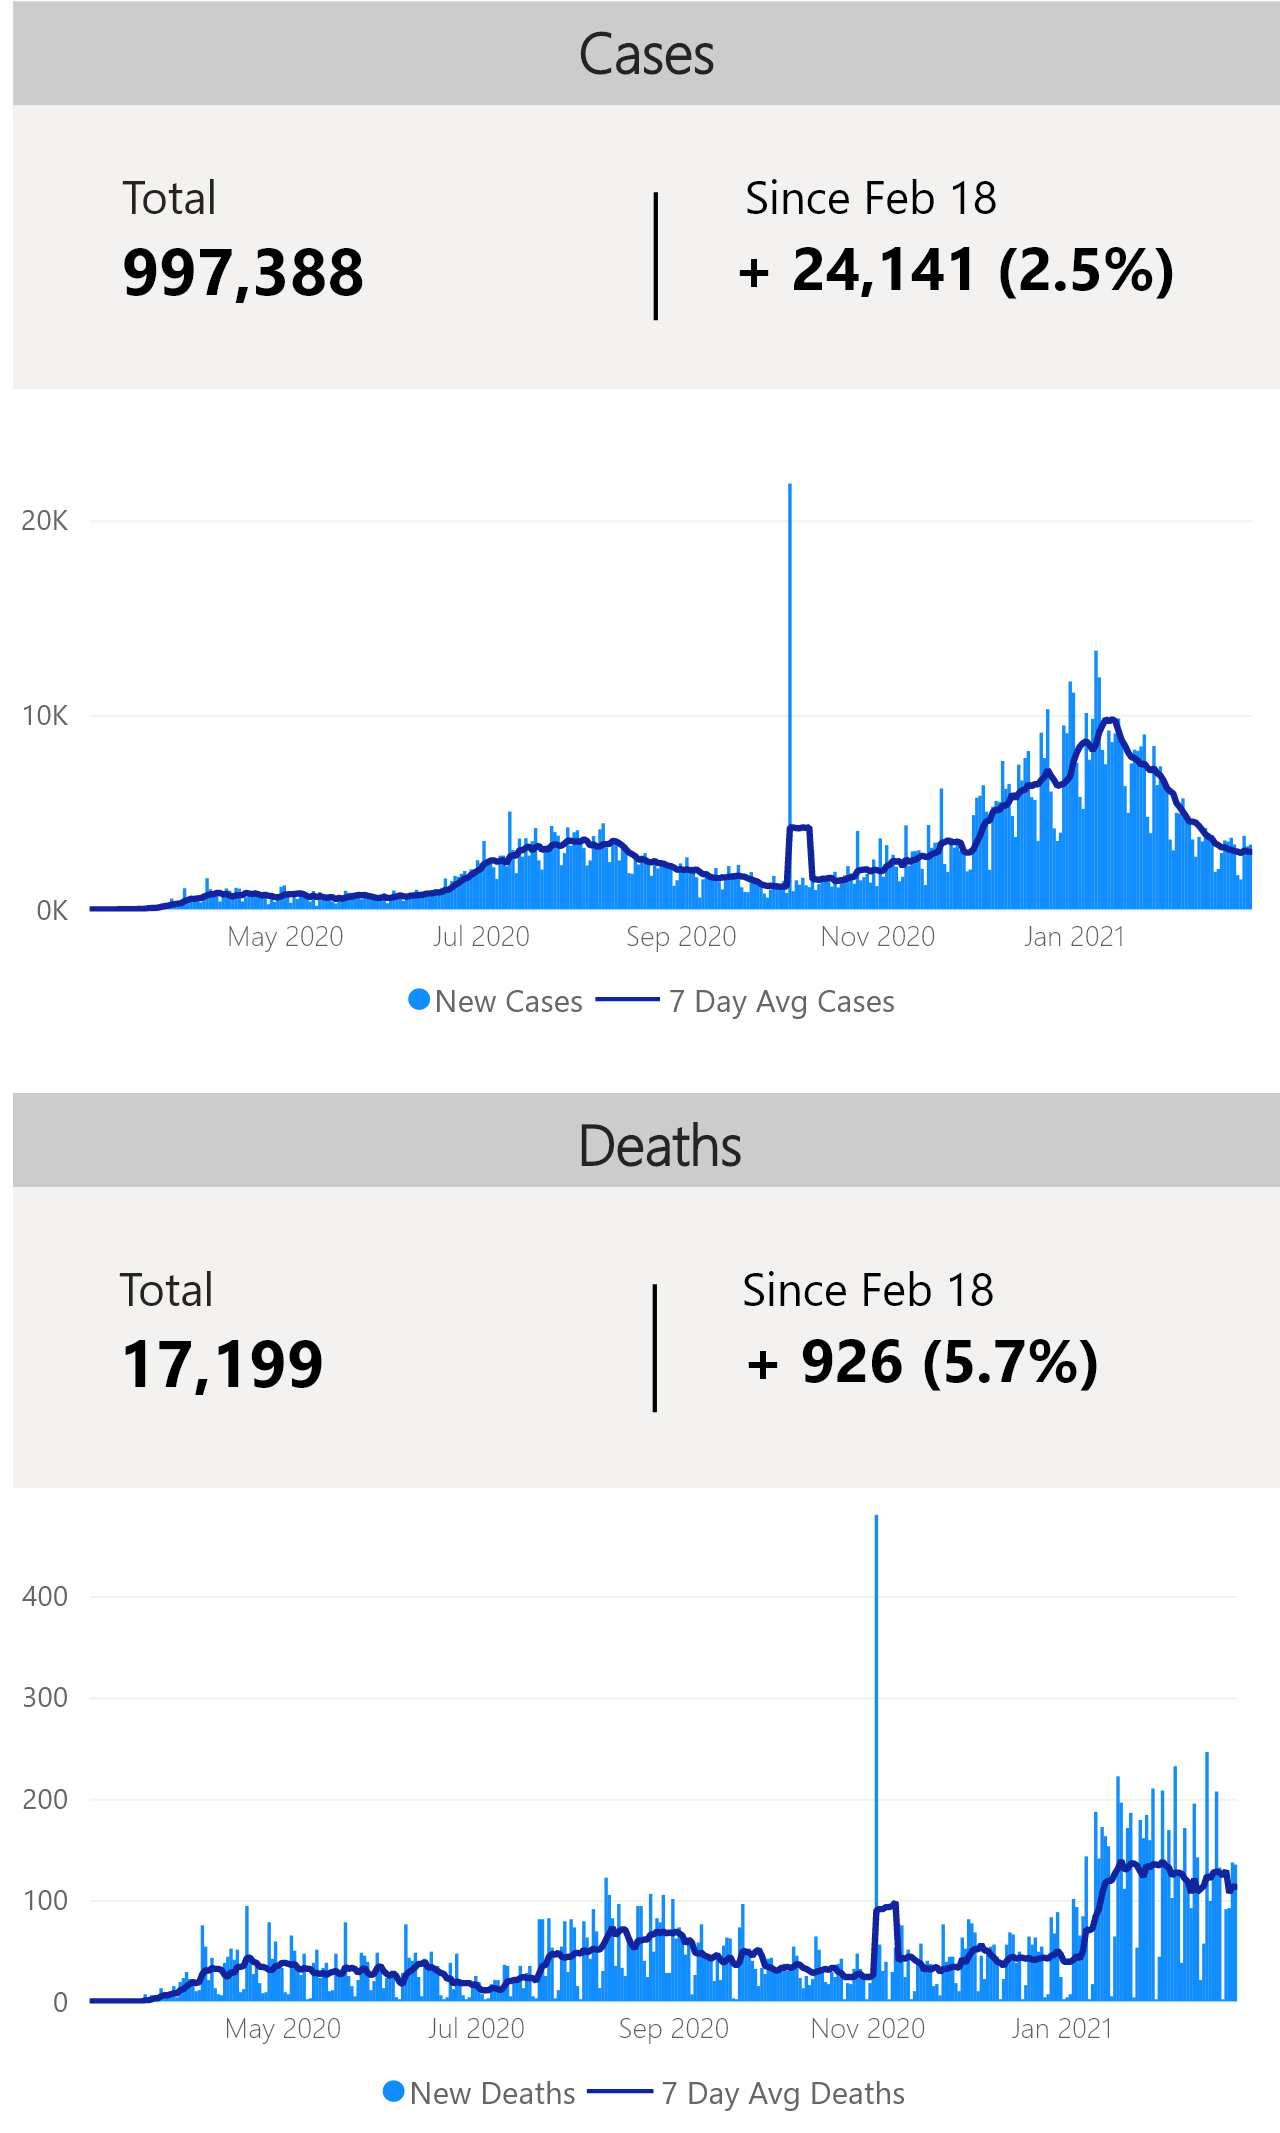 Cases
Total
997,388
Since Feb 18
+ 24,141 (2.5%)
20K
10K
0K
May 2020 Jul 2020 Sep 2020 Nov 2020 Jan 2021
New Cases 7 Day Avg Cases
Deaths
Total
17,199
Since Feb 18
+ 926 (5.7%)
400
300
200
100
0
May 2020 Jul 2020 Sep 2020 Nov 2020 Jan 2021
New Deaths 7 Day Avg Deaths